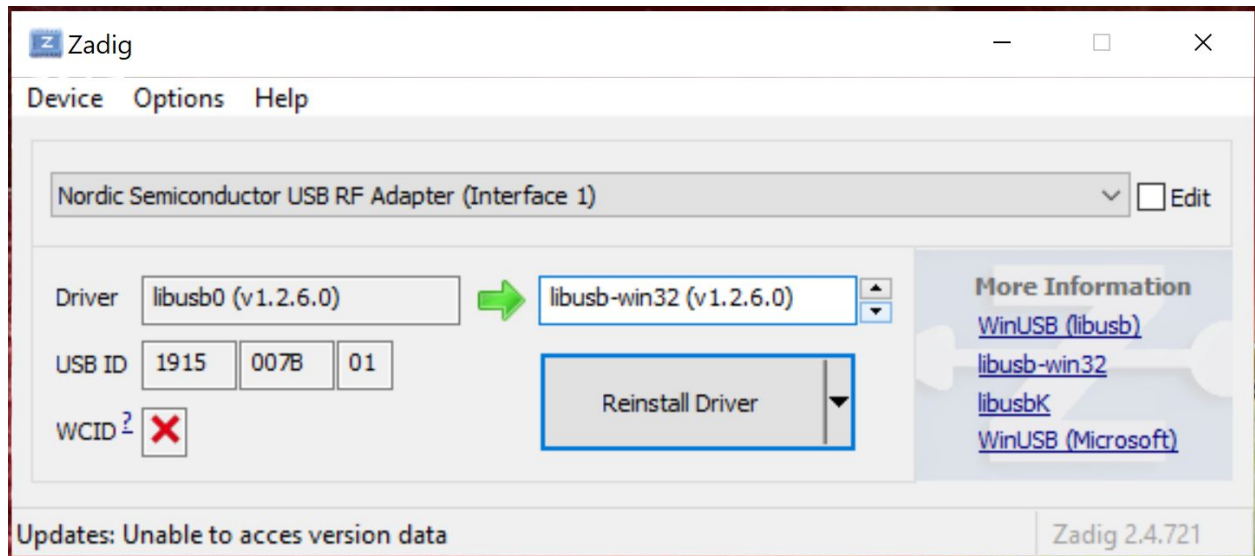 Zadig
Device Options Help
Nordic Semiconductor USB RF Adapter (Interface 1)
Edit
Driver libusb0 (v1.2.6.0) libusb-win32 (v1.2.6.0)
USB ID 1915 007B 01
WCID ?
Reinstall Driver
More Information
WinUSB (libusb)
libusb-win32
libusbK
WinUSB (Microsoft)
Updates: Unable to acces version data
Zadig 2.4.721